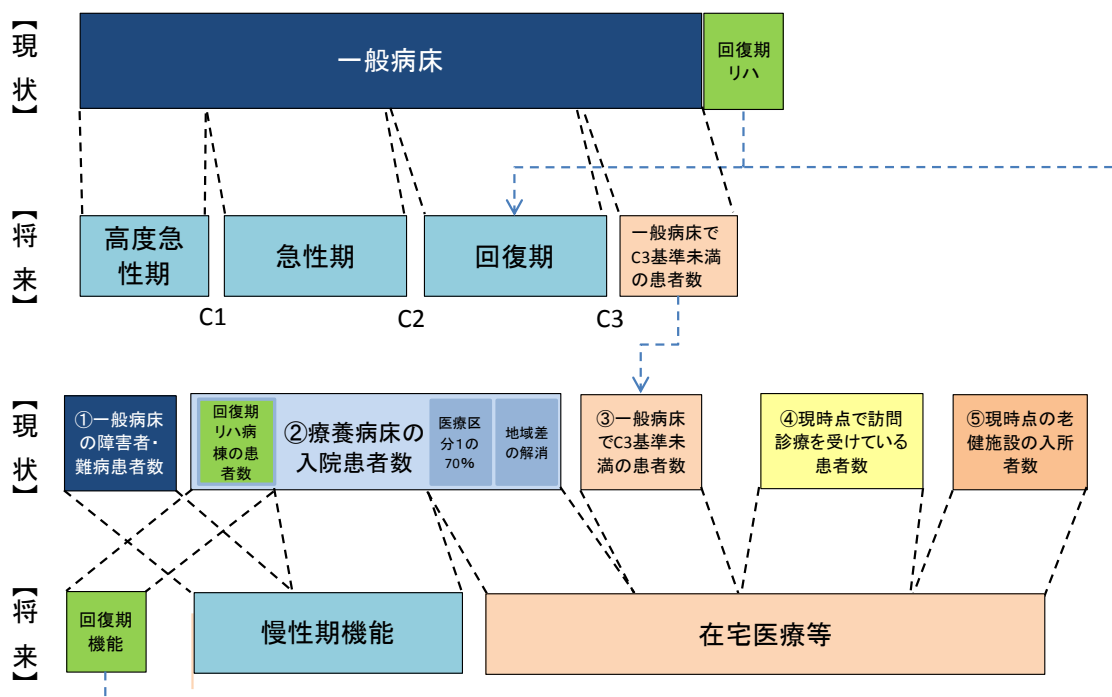 【現状】
一般病床
回復期
リハ
【将来】
高度急
性期
急性期
回復期
一般病床で
C3基準未満
の患者数
C1
C2
C3
【現状】
①一般病床
の障害者・
難病患者数
回復期
リハ病
棟の患
者数
②療養病床の
入院患者数
医療区
分1の
70%
地域差
の解消
③一般病床
でC3基準未
満の患者数
④現時点で訪問
診療を受けている
患者数
⑤現時点の老
健施設の入所
者数
【将来】
回復期
機能
慢性期機能
在宅医療等